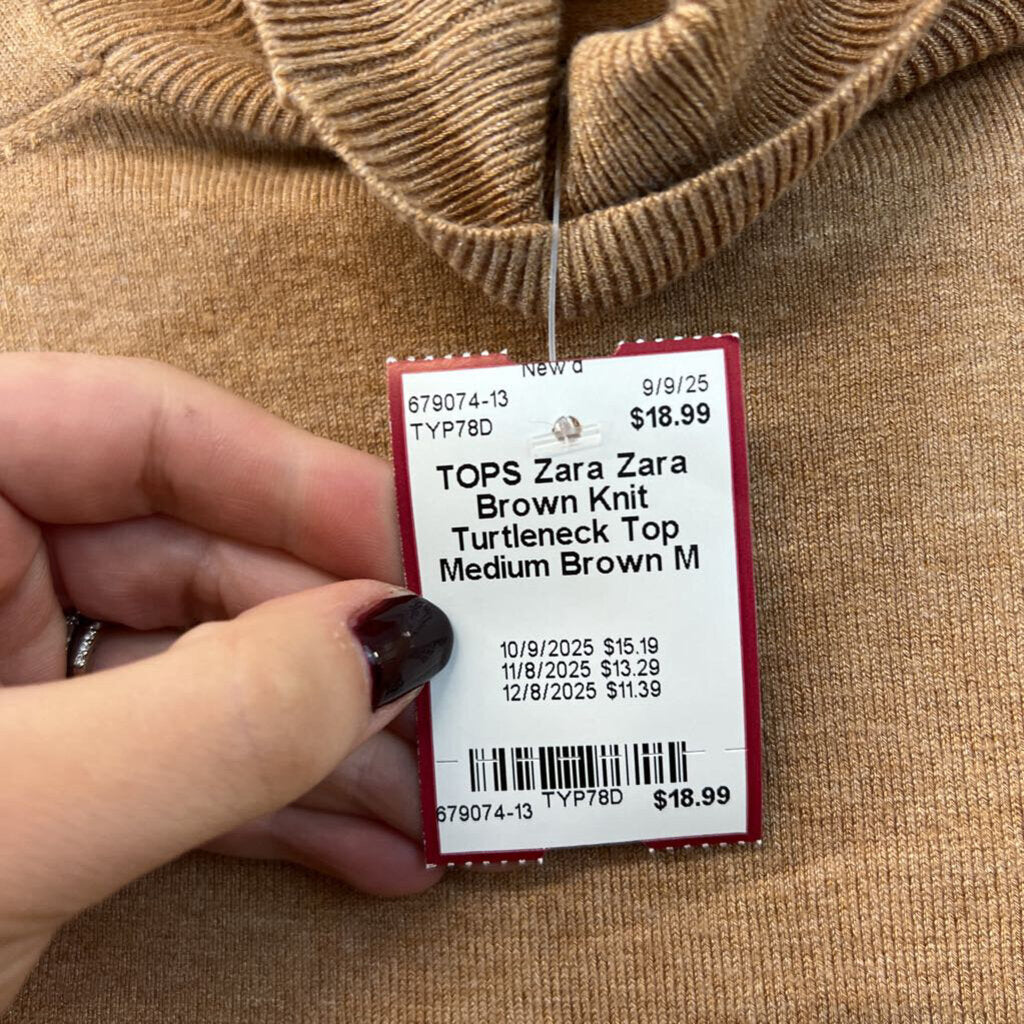 New d
679074-13 9/9/25
TYP78D $18.99
TOPS Zara Zara
Brown Knit
Turtleneck Top
Medium Brown M
10/9/2025 $15.19
11/8/2025 $13.29
12/8/2025 $11.39
679074-13 TYP78D $18.99